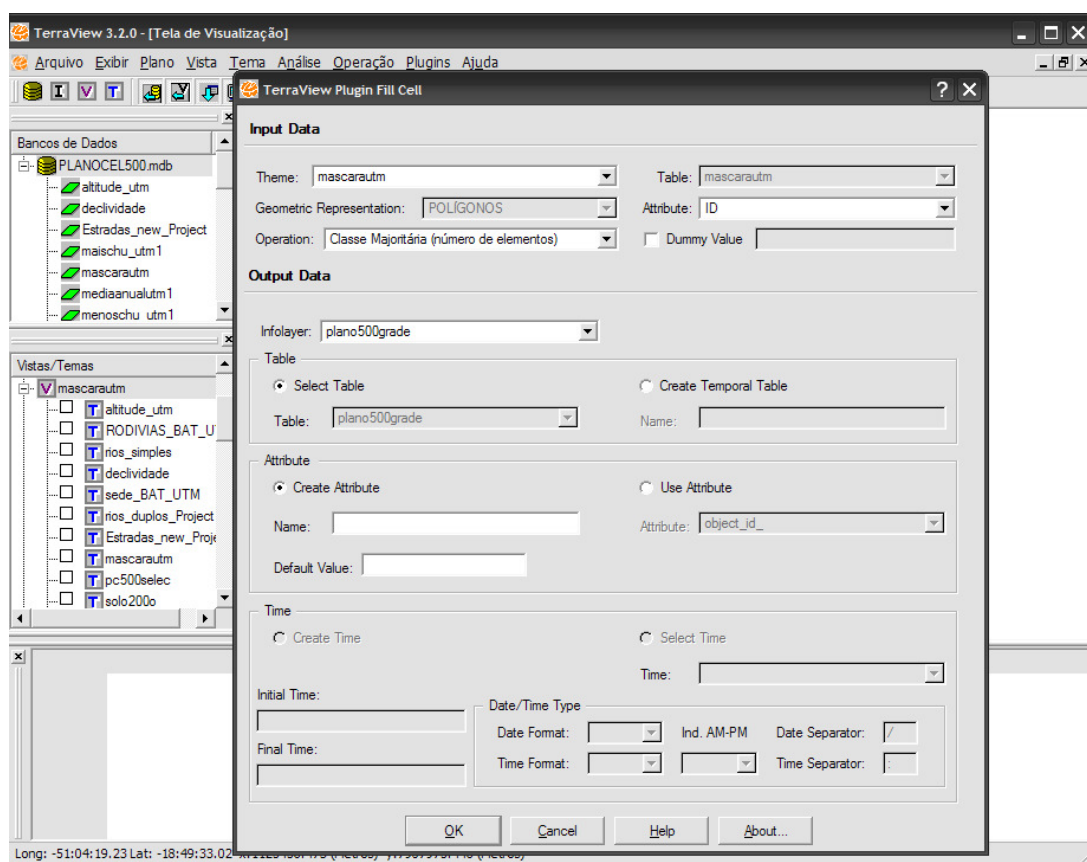 TerraView 3.2.0 - [Tela de Visualização]
Arquivo Exibir Plano Vista Tema Análise Operação Plugins Ajuda
I V T
TerraView Plugin Fill Cell
Bancos de Dados
PLANOCEL500.mdb
altitude_utm
declividade
Estradas_new_Project
maischu_utm1
mascarautm
mediaanualutm1
menoschu_utm1
Vistas/Temas
V mascarautm
T altitude_utm
T RODIVIAS_BAT_U
T rios_simples
T declividade
T sede_BAT_UTM
T rios_duplos_Project
T Estradas_new_Proje
T mascarautm
T pc500selec
T solo200o
Input Data
Theme: mascarautm
Table: mascarautm
Geometric Representation: POLÍGONOS
Attribute: ID
Operation: Classe Majoritária (número de elementos)
Dummy Value
Output Data
Infolayer: plano500grade
Table
Select Table
Create Temporal Table
Table: plano500grade
Name:
Attribute
Create Attribute
Use Attribute
Name:
Attribute: object_id_
Default Value:
Time
Create Time
Select Time
Time:
Initial Time:
Date/Time Type
Date Format:
Ind. AM-PM
Date Separator: /
Final Time:
Time Format:
Time Separator: :
OK Cancel Help About...
Long: -51:04:19.23 Lat: -18:49:33.02